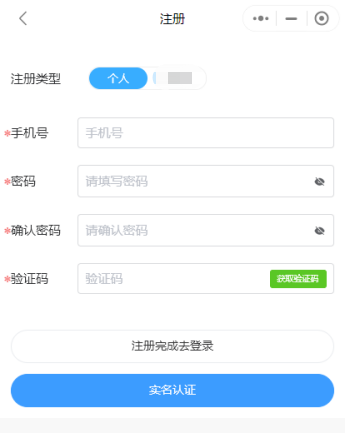 注册
注册类型 个人
*手机号 手机号
*密码 请填写密码
*确认密码 请确认密码
*验证码 验证码 获取验证码
注册完成去登录
实名认证